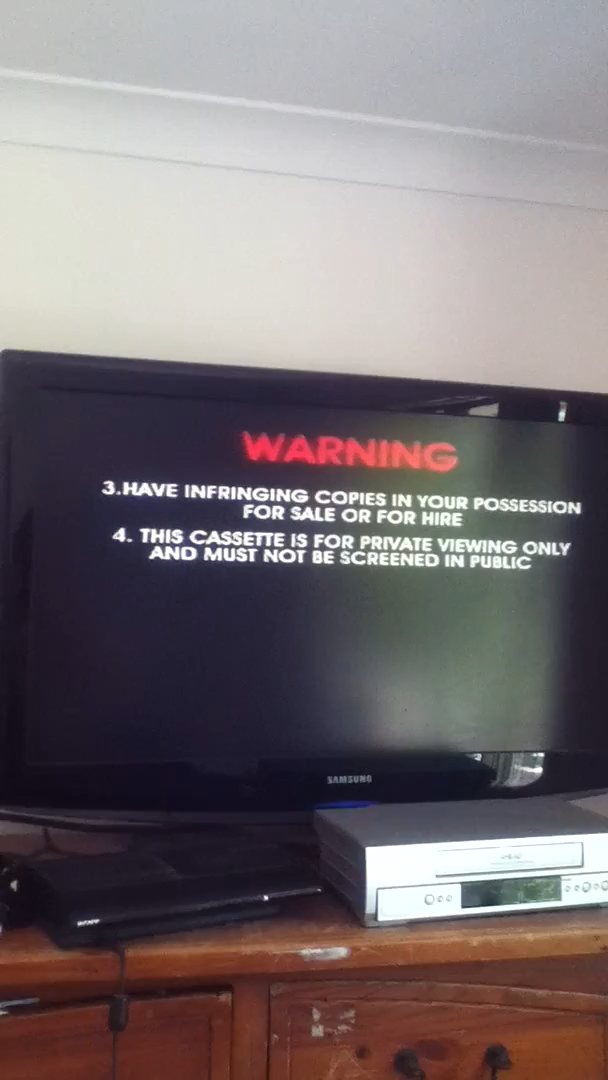 WARNING
3.HAVE INFRINGING COPIES IN YOUR POSSESSION
FOR SALE OR FOR HIRE
4. THIS CASSETTE IS FOR PRIVATE VIEWING ONLY
AND MUST NOT BE SCREENED IN PUBLIC
SAMSUNG